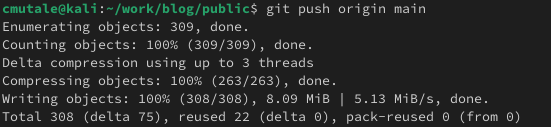 cmutale@kali:~/work/blog/public$ git push origin main
Enumerating objects: 309, done.
Counting objects: 100% (309/309), done.
Delta compression using up to 3 threads
Compressing objects: 100% (263/263), done.
Writing objects: 100% (308/308), 8.09 MiB | 5.13 MiB/s, done.
Total 308 (delta 75), reused 22 (delta 0), pack-reused 0 (from 0)